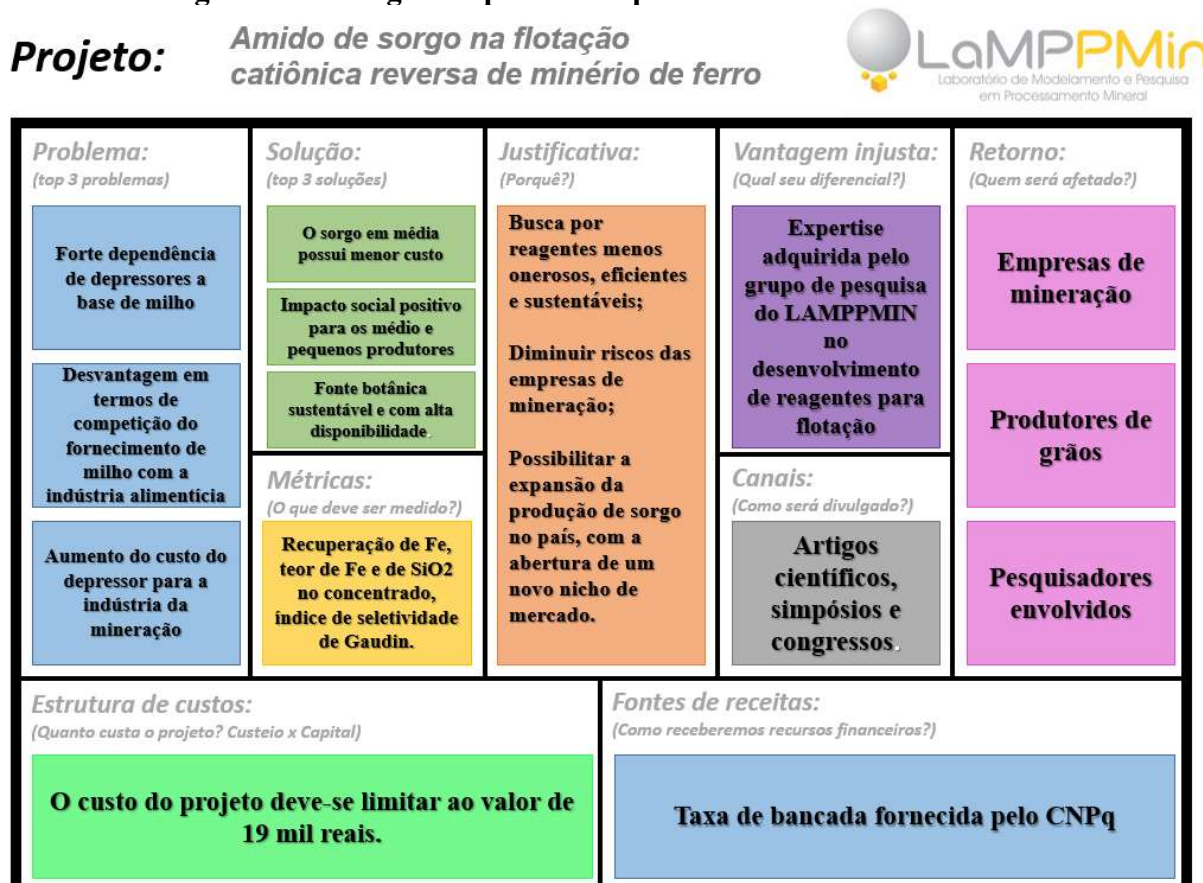 Projeto:
Amido de sorgo na flotação
catiônica reversa de minério de ferro
LaMPPMin
Laboratório de Modelamento e Pesquisa
em Processamento Mineral
Problema:
(top 3 problemas)
Forte dependência
de depressores a
base de milho
Desvantagem em
termos de
competição do
fornecimento de
milho com a
indústria alimentícia
Aumento do custo do
depressor para a
indústria da
mineração
Solução:
(top 3 soluções)
O sorgo em média
possui menor custo
Impacto social positivo
para os médio e
pequenos produtores
Fonte botânica
sustentável e com alta
disponibilidade.
Métricas:
(O que deve ser medido?)
Recuperação de Fe,
teor de Fe e de SiO2
no concentrado,
índice de seletividade
de Gaudin.
Justificativa:
(Porquê?)
Busca por
reagentes menos
onerosos, eficientes
e sustentáveis;
Diminuir riscos das
empresas de
mineração;
Possibilitar a
expansão da
produção de sorgo
no país, com a
abertura de um
novo nicho de
mercado.
Vantagem injusta:
(Qual seu diferencial?)
Expertise
adquirida pelo
grupo de pesquisa
do LAMPPMIN
no
desenvolvimento
de reagentes para
flotação
Canais:
(Como será divulgado?)
Artigos
científicos,
simpósios e
congressos.
Retorno:
(Quem será afetado?)
Empresas de
mineração
Produtores de
grãos
Pesquisadores
envolvidos
Estrutura de custos:
(Quanto custa o projeto? Custeio x Capital)
O custo do projeto deve-se limitar ao valor de
19 mil reais.
Fontes de receitas:
(Como receberemos recursos financeiros?)
Taxa de bancada fornecida pelo CNPq